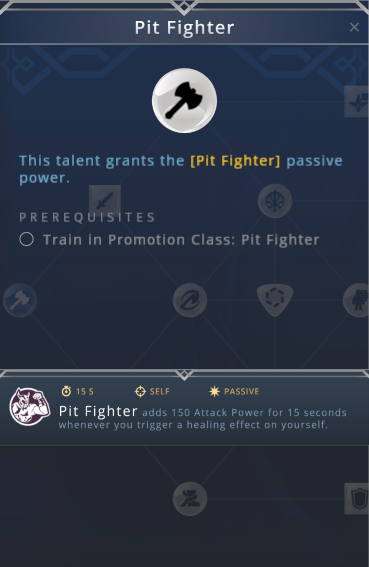 Pit Fighter
This talent grants the [Pit Fighter] passive
power.
PREREQUISITES
Train in Promotion Class: Pit Fighter
15 S SELF PASSIVE
Pit Fighter adds 150 Attack Power for 15 seconds
whenever you trigger a healing effect on yourself.